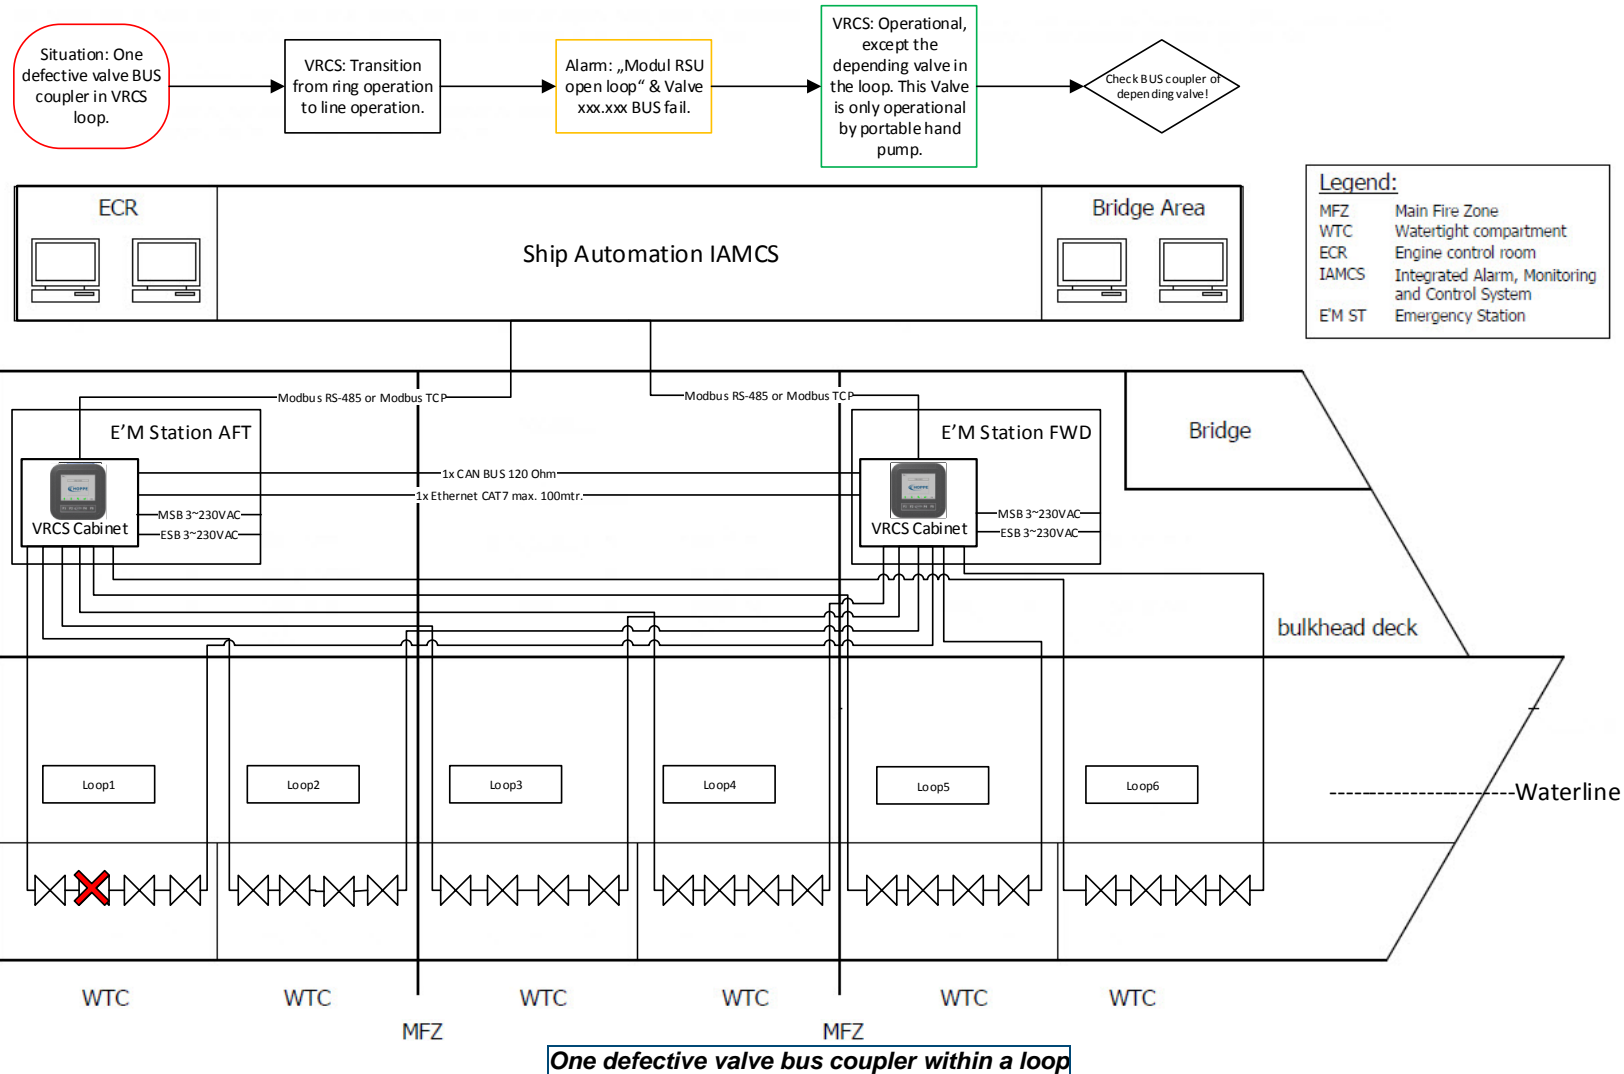 Situation: One
defective valve BUS
coupler in VRCS
loop.
VRCS: Transition
from ring operation
to line operation.
Alarm: „Modul RSU
open loop“ & Valve
xxx.xxx BUS fail.
VRCS: Operational,
except the
depending valve in
the loop. This Valve
is only operational
by portable hand
pump.
Check BUS coupler of
depending valve!
ECR
Ship Automation IAMCS
Bridge Area
Legend:
MFZ Main Fire Zone
WTC Watertight compartment
ECR Engine control room
IAMCS Integrated Alarm, Monitoring
and Control System
E'M ST Emergency Station
Modbus RS-485 or Modbus TCP
Modbus RS-485 or Modbus TCP
E'M Station AFT
E'M Station FWD
Bridge
HOPPE
HOPPE
1x CAN BUS 120 Ohm
1x Ethernet CAT7 max. 100mtr.
VRCS Cabinet
MSB 3~230VAC
ESB 3~230VAC
VRCS Cabinet
MSB 3~230VAC
ESB 3~230VAC
bulkhead deck
Loop1
Loop2
Loop3
Loop4
Loop5
Loop6
Waterline
WTC
WTC
WTC
WTC
WTC
WTC
MFZ
MFZ
One defective valve bus coupler within a loop